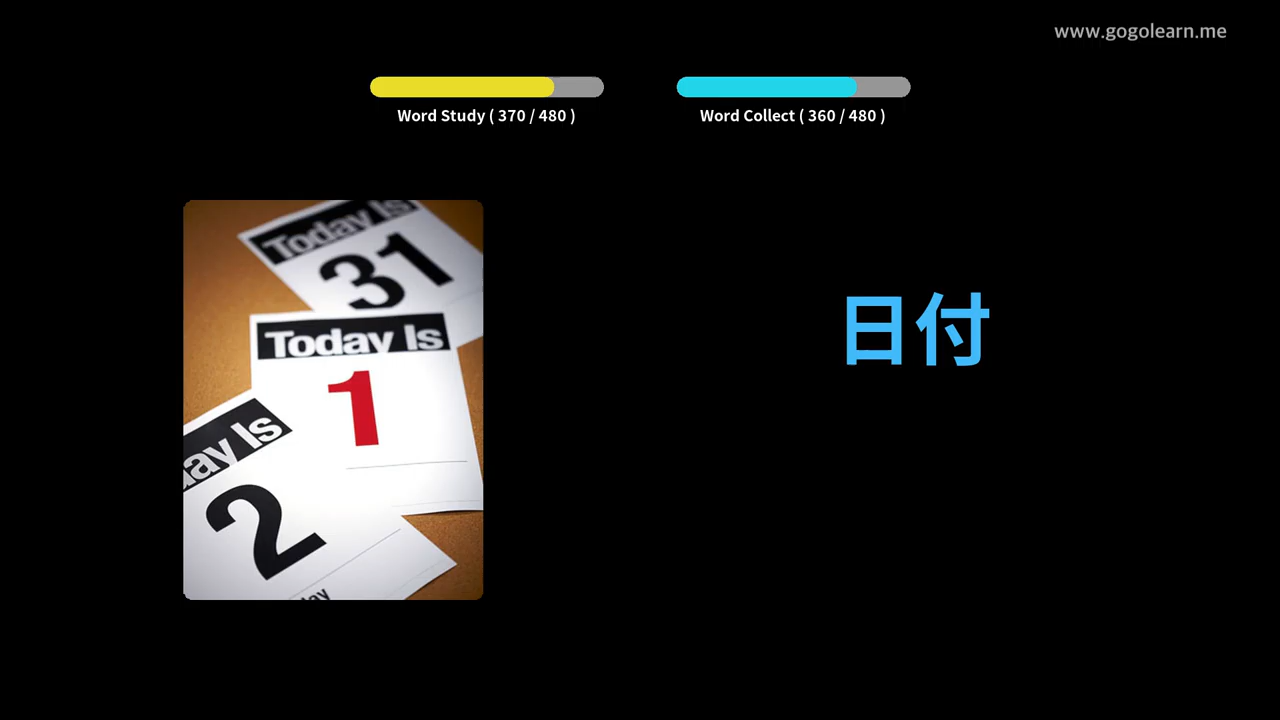 www.gogolearn.me
Word Study ( 370 / 480 )
Word Collect ( 360 / 480 )
Today Is
31
Today Is
1
day Is
2
日付